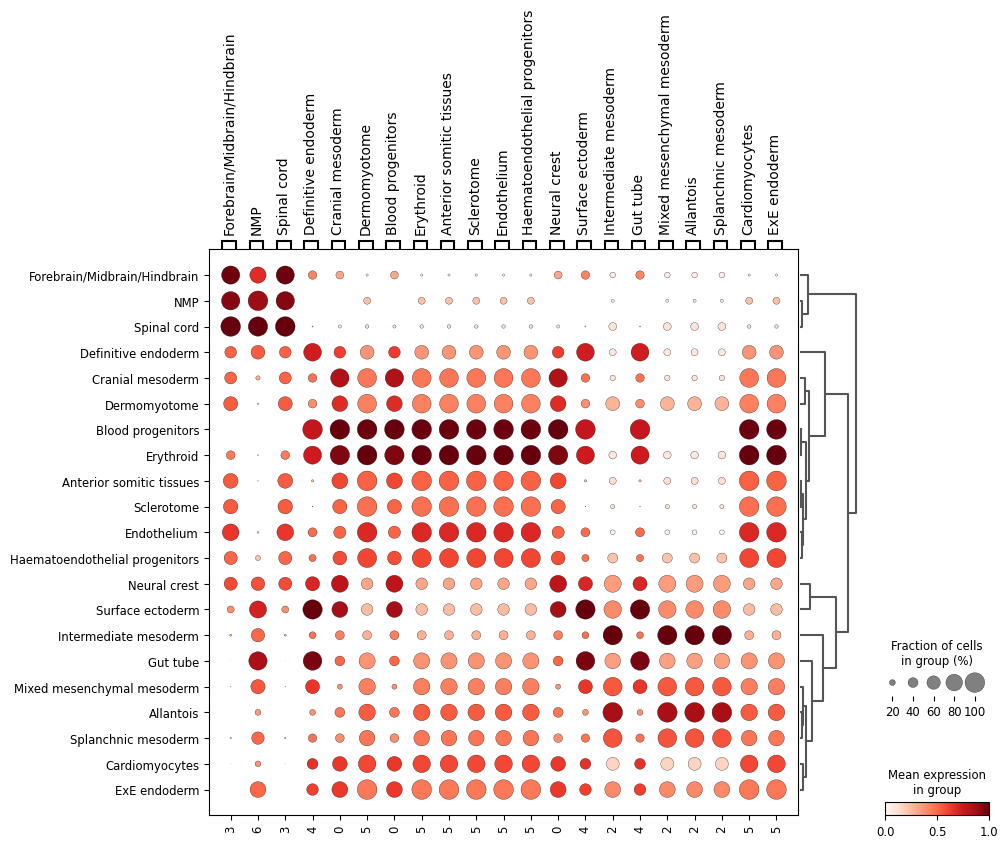 Forebrain/Midbrain/Hindbrain
NMP
Spinal cord
Definitive endoderm
Cranial mesoderm
Dermomyotome
Blood progenitors
Erythroid
Anterior somitic tissues
Sclerotome
Endothelium
Haematoendothelial progenitors
Neural crest
Surface ectoderm
Intermediate mesoderm
Gut tube
Mixed mesenchymal mesoderm
Allantois
Splanchnic mesoderm
Cardiomyocytes
ExE endoderm
Forebrain/Midbrain/Hindbrain
NMP
Spinal cord
Definitive endoderm
Cranial mesoderm
Dermomyotome
Blood progenitors
Erythroid
Anterior somitic tissues
Sclerotome
Endothelium
Haematoendothelial progenitors
Neural crest
Surface ectoderm
Intermediate mesoderm
Gut tube
Mixed mesenchymal mesoderm
Allantois
Splanchnic mesoderm
Cardiomyocytes
ExE endoderm
3 6 3 4 0 5 0 5 5 5 5 5 0 4 2 4 2 2 2 5 5
Fraction of cells
in group (%)
20 40 60 80 100
Mean expression
in group
0.0 0.5 1.0